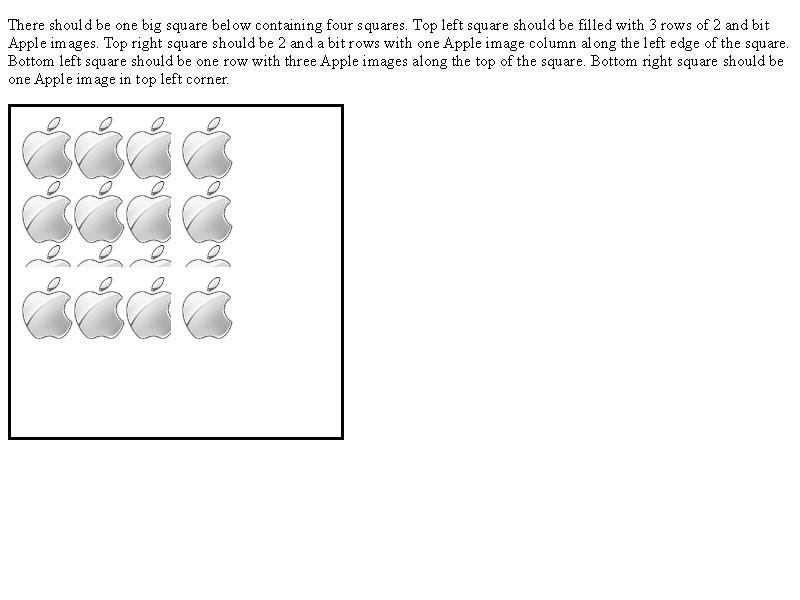 There should be one big square below containing four squares. Top left square should be filled with 3 rows of 2 and bit
Apple images. Top right square should be 2 and a bit rows with one Apple image column along the left edge of the square.
Bottom left square should be one row with three Apple images along the top of the square. Bottom right square should be
one Apple image in top left corner.